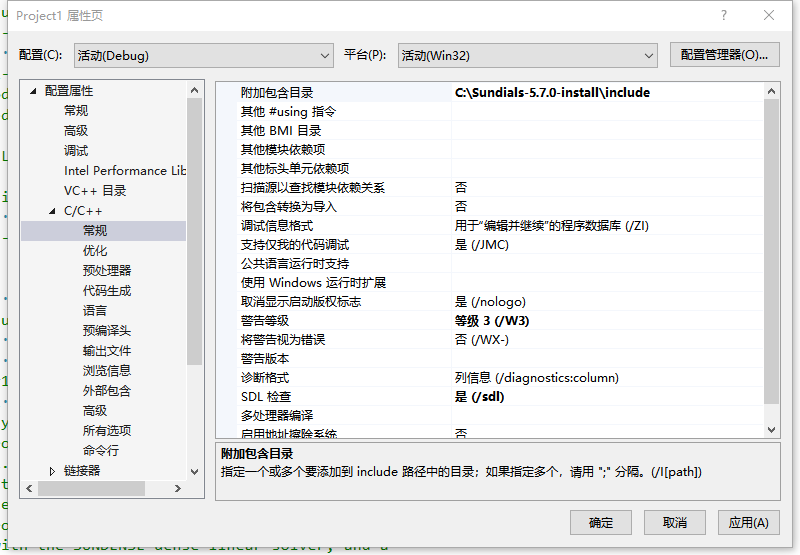 Project1 属性页
配置(C): 活动(Debug) 平台(P): 活动(Win32) 配置管理器(O)...
配置属性
常规
高级
调试
Intel Performance Lib
VC++ 目录
C/C++
常规
优化
预处理器
代码生成
语言
预编译头
输出文件
浏览信息
外部包含
高级
所有选项
命令行
链接器
附加包含目录 C:\Sundials-5.7.0-install\include
其他 #using 指令
其他 BMI 目录
其他模块依赖项
其他标头单元依赖项
扫描源以查找模块依赖关系 否
将包含转换为导入 否
调试信息格式 用于“编辑并继续”的程序数据库 (/ZI)
支持仅我的代码调试 是 (/JMC)
公共语言运行时支持
使用 Windows 运行时扩展
取消显示启动版权标志 是 (/nologo)
警告等级 等级 3 (/W3)
将警告视为错误 否 (/WX-)
警告版本
诊断格式 列信息 (/diagnostics:column)
SDL 检查 是 (/sdl)
多处理器编译
启用地址擦除系统 否
附加包含目录
指定一个或多个要添加到 include 路径中的目录；如果指定多个，请用 ";" 分隔。(/I[path])
确定 取消 应用(A)